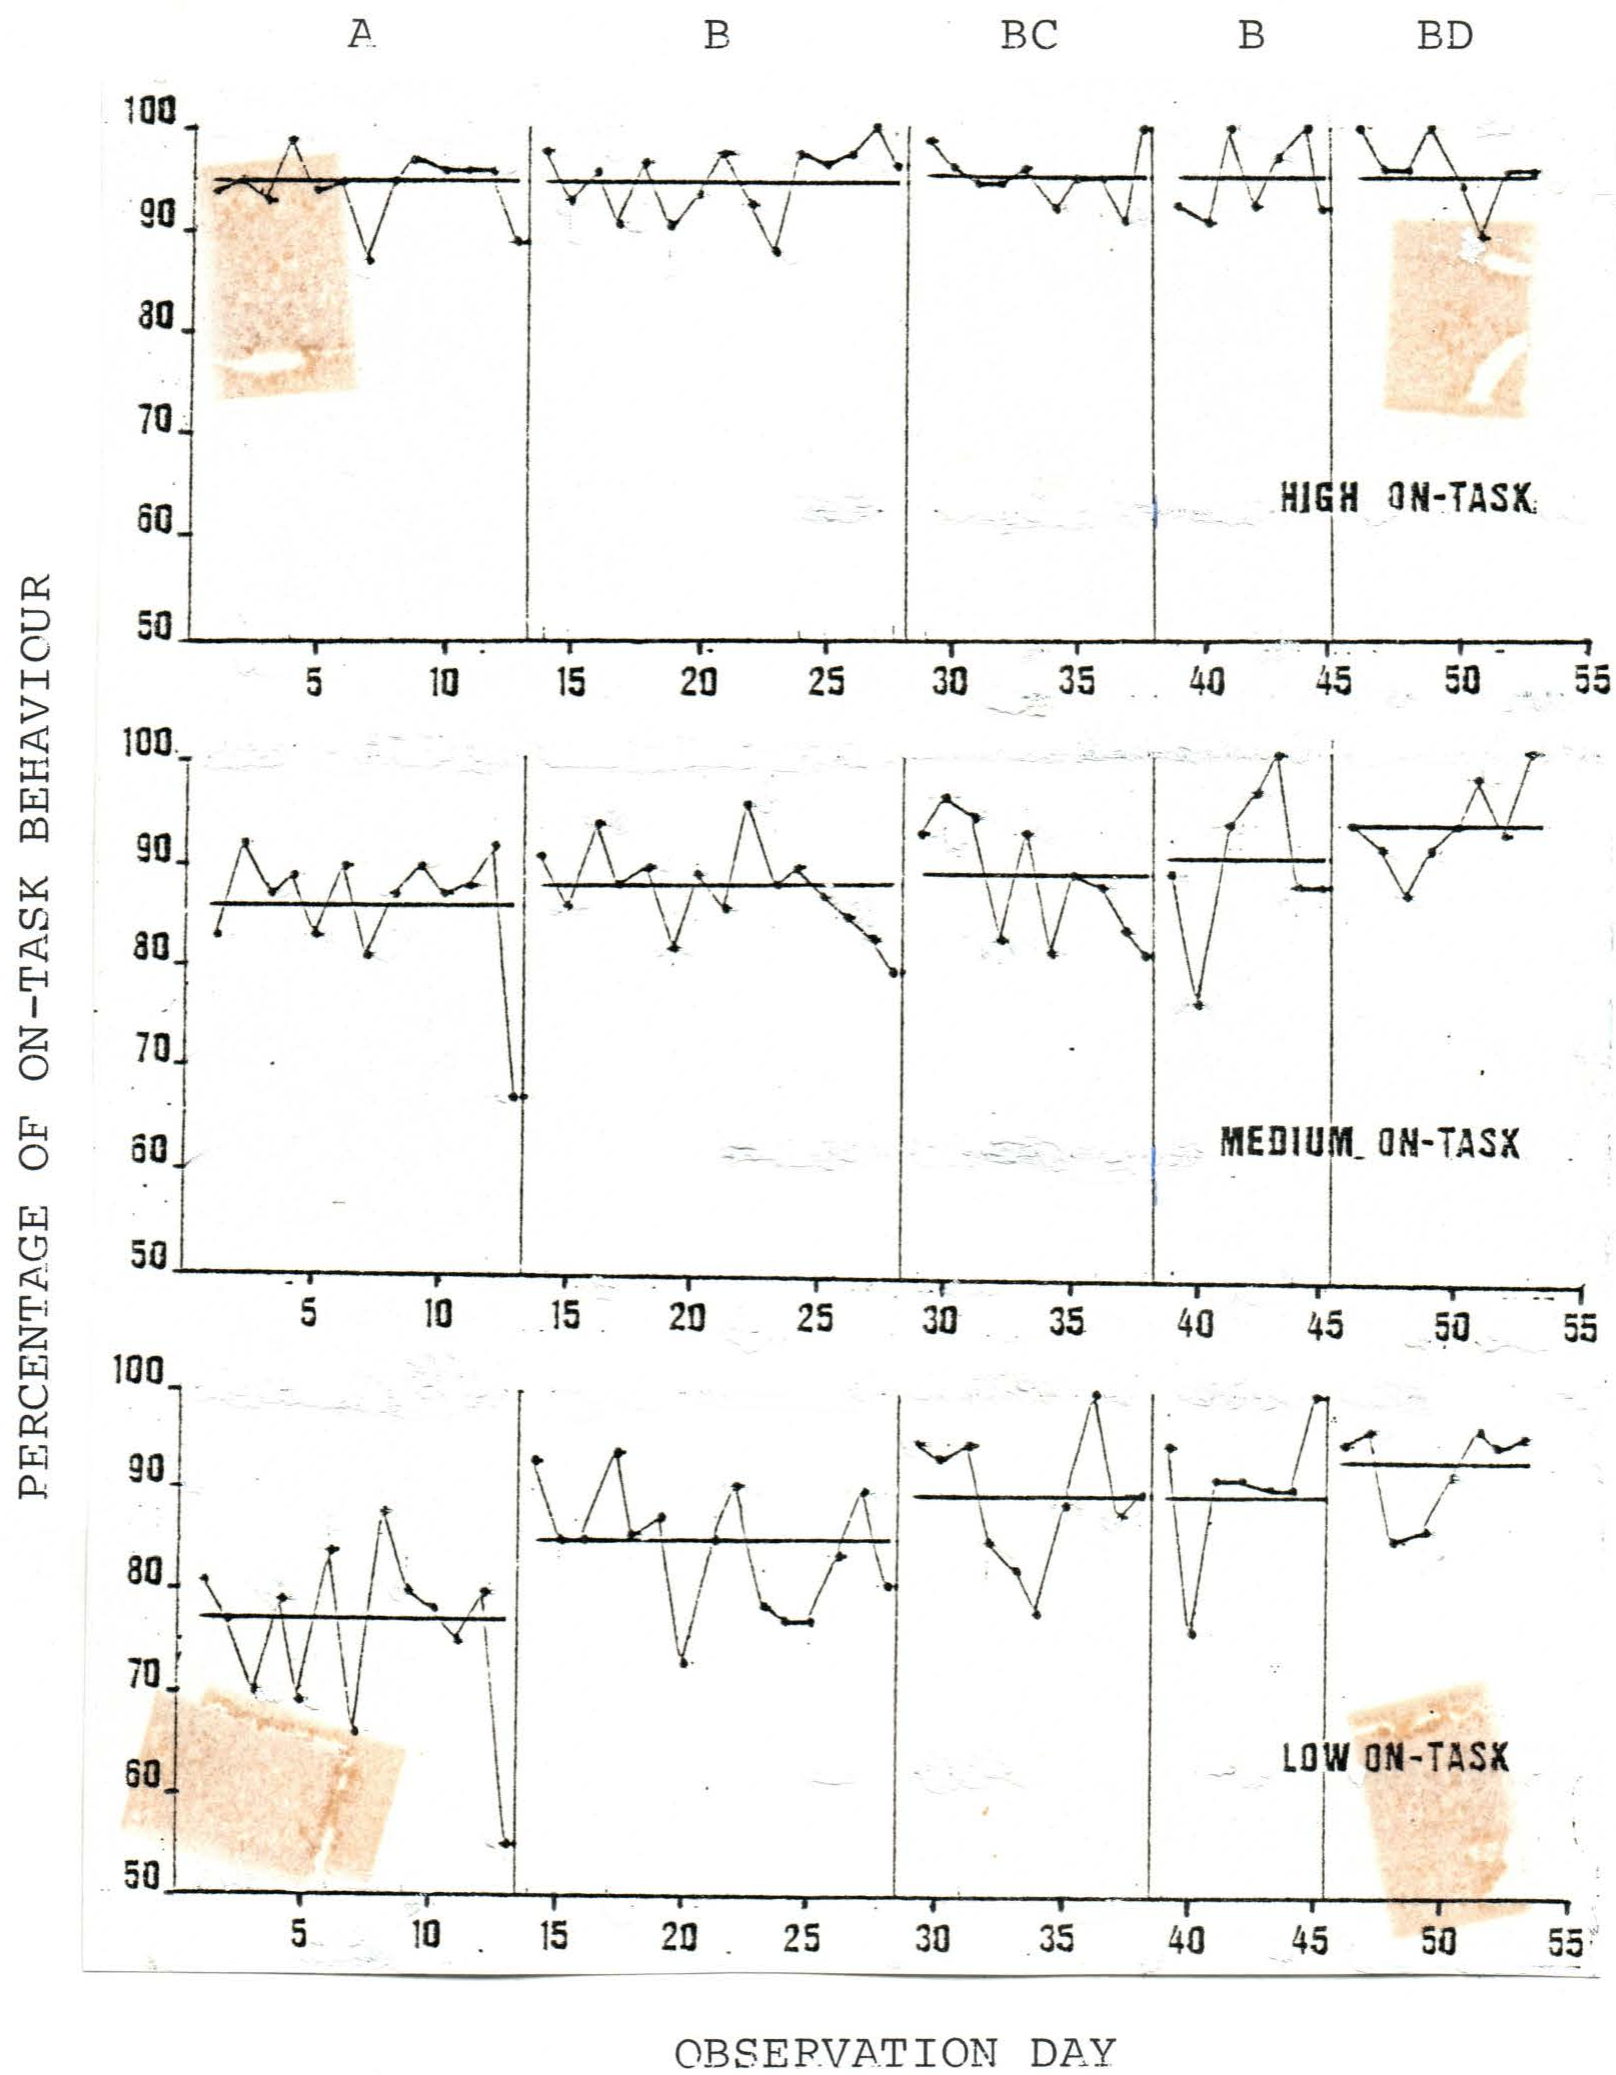 A B BC B BD
PERCENTAGE OF ON-TASK BEHAVIOUR
100
90
80
70
60
50
HIGH ON-TASK
5 10 15 20 25 30 35 40 45 50 55
100
90
80
70
60
50
MEDIUM ON-TASK
5 10 15 20 25 30 35 40 45 50 55
100
90
80
70
60
50
LOW ON-TASK
5 10 15 20 25 30 35 40 45 50 55
OBSERVATION DAY